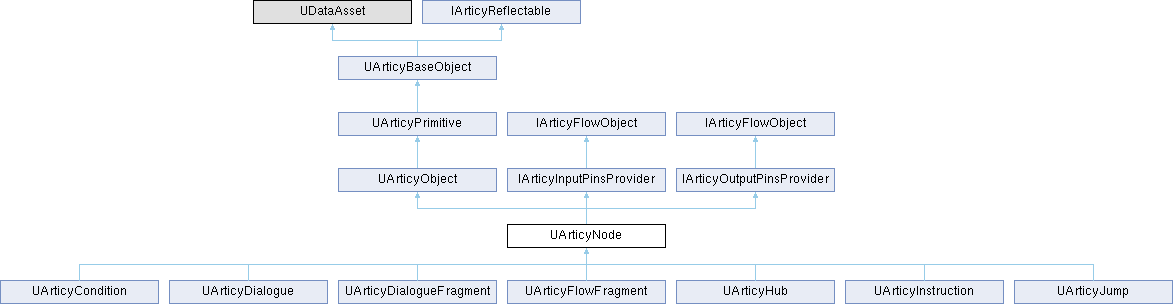 UDataAsset
IArticyReflectable
UArticyBaseObject
UArticyPrimitive
IArticyFlowObject
IArticyFlowObject
UArticyObject
IArticyInputPinsProvider
IArticyOutputPinsProvider
UArticyNode
UArticyCondition
UArticyDialogue
UArticyDialogueFragment
UArticyFlowFragment
UArticyHub
UArticyInstruction
UArticyJump